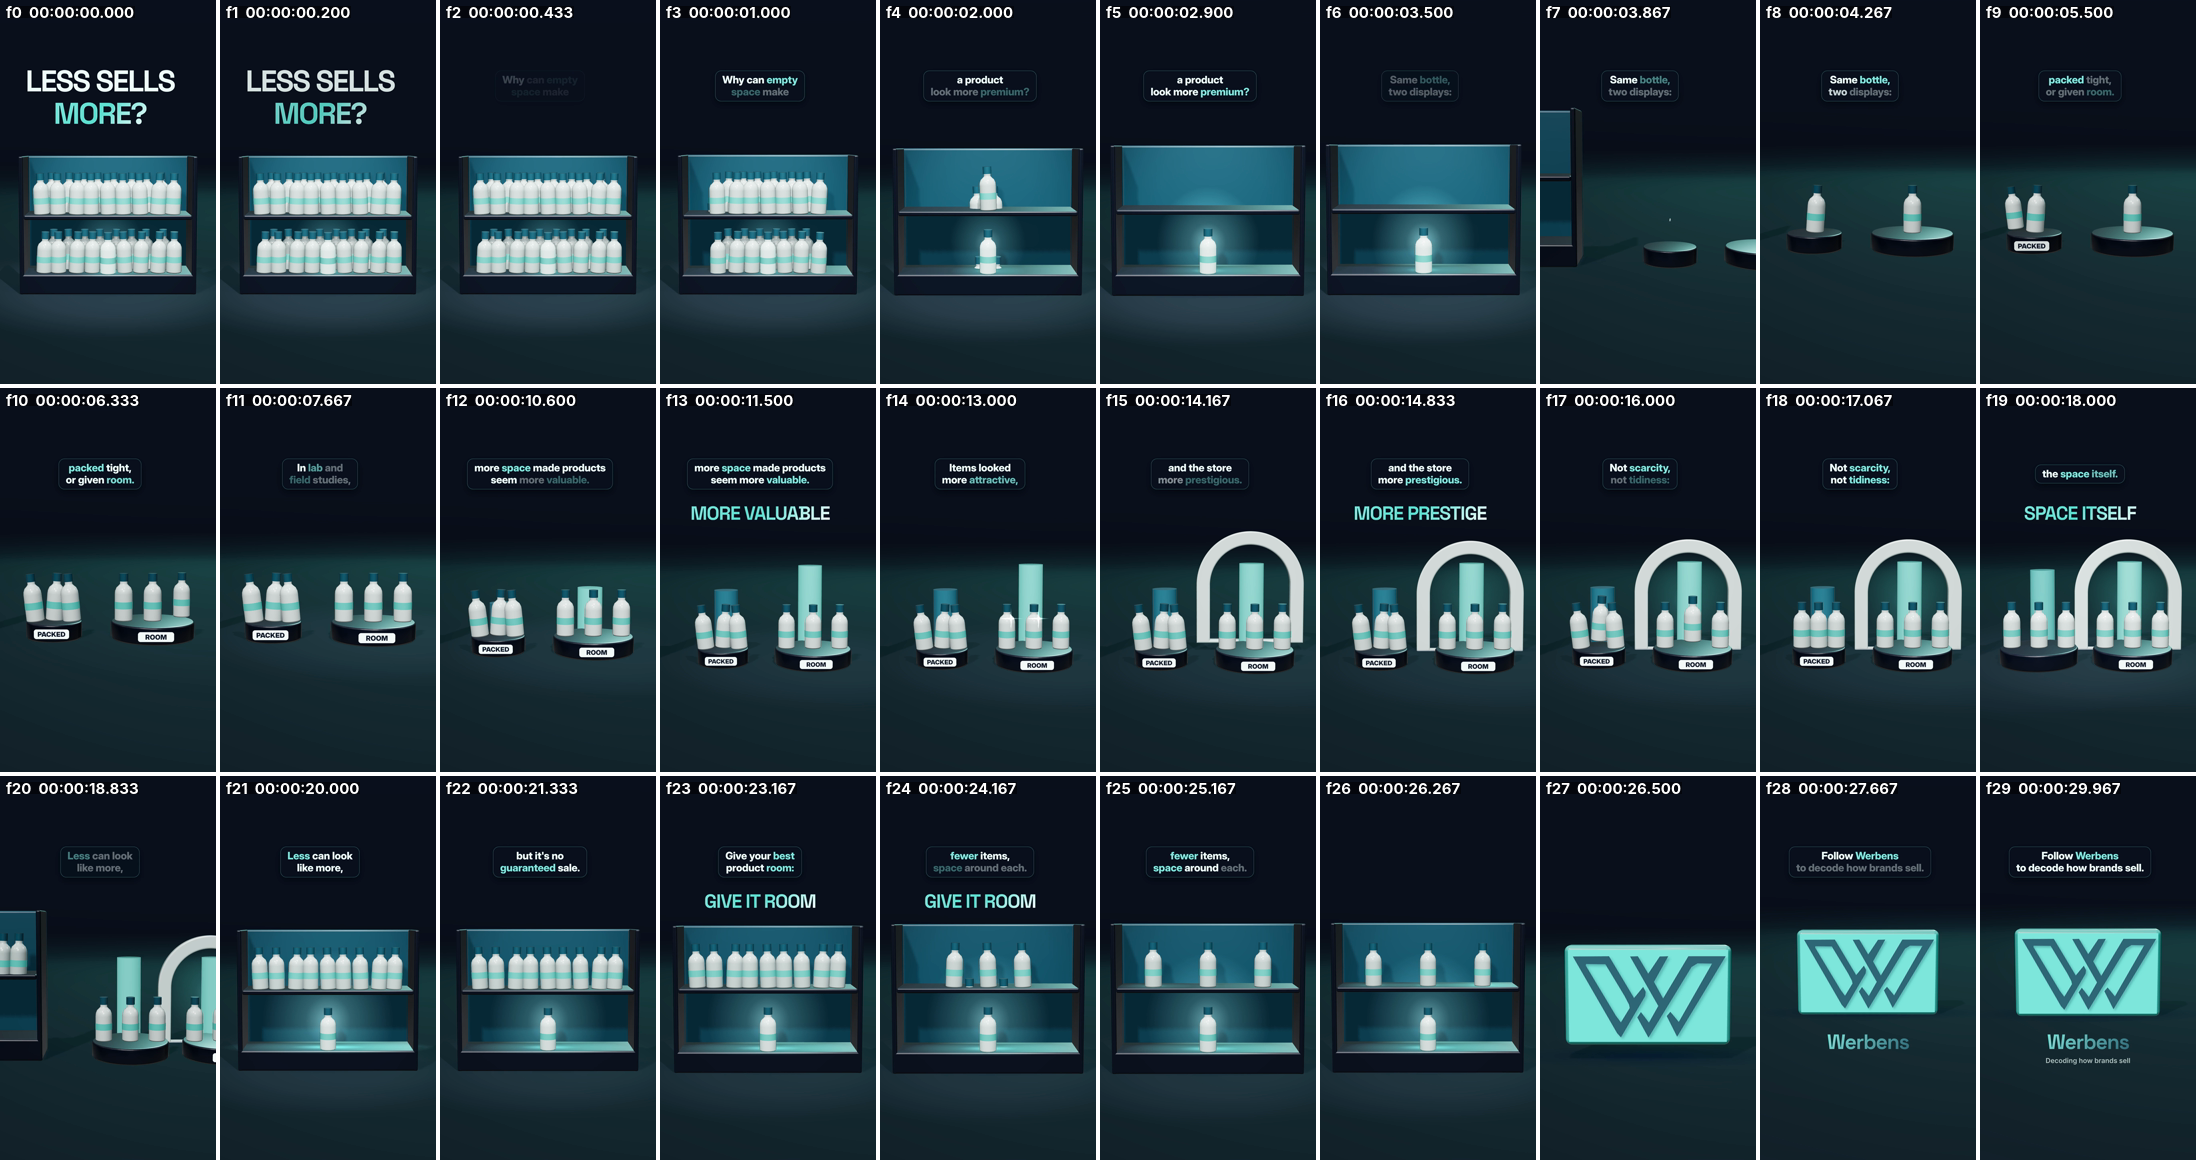 f0 00:00:00.000
LESS SELLS
MORE?
f1 00:00:00.200
LESS SELLS
MORE?
f2 00:00:00.433
Why can empty
space make
f3 00:00:01.000
Why can empty
space make
f4 00:00:02.000
a product
look more premium?
f5 00:00:02.900
a product
look more premium?
f6 00:00:03.500
Same bottle,
two displays:
f7 00:00:03.867
Same bottle,
two displays:
f8 00:00:04.267
Same bottle,
two displays:
f9 00:00:05.500
packed tight,
or given room.
PACKED
f10 00:00:06.333
packed tight,
or given room.
PACKED
ROOM
f11 00:00:07.667
In lab and
field studies,
PACKED
ROOM
f12 00:00:10.600
more space made products
seem more valuable.
PACKED
ROOM
f13 00:00:11.500
more space made products
seem more valuable.
MORE VALUABLE
PACKED
ROOM
f14 00:00:13.000
Items looked
more attractive,
PACKED
ROOM
f15 00:00:14.167
and the store
more prestigious.
PACKED
ROOM
f16 00:00:14.833
and the store
more prestigious.
MORE PRESTIGE
PACKED
ROOM
f17 00:00:16.000
Not scarcity,
not tidiness:
PACKED
ROOM
f18 00:00:17.067
Not scarcity,
not tidiness:
PACKED
ROOM
f19 00:00:18.000
the space itself.
SPACE ITSELF
ROOM
f20 00:00:18.833
Less can look
like more,
f21 00:00:20.000
Less can look
like more,
f22 00:00:21.333
but it's no
guaranteed sale.
f23 00:00:23.167
Give your best
product room:
GIVE IT ROOM
f24 00:00:24.167
fewer items,
space around each.
GIVE IT ROOM
f25 00:00:25.167
fewer items,
space around each.
f26 00:00:26.267
f27 00:00:26.500
f28 00:00:27.667
Follow Werbens
to decode how brands sell.
Werbens
f29 00:00:29.967
Follow Werbens
to decode how brands sell.
Werbens
Decoding how brands sell